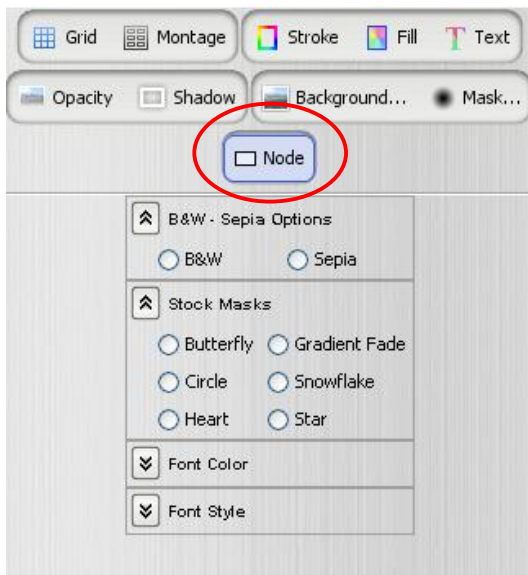 Grid Montage Stroke Fill Text
Opacity Shadow Background... Mask...
Node
B&W - Sepia Options
B&W Sepia
Stock Masks
Butterfly Gradient Fade
Circle Snowflake
Heart Star
Font Color
Font Style